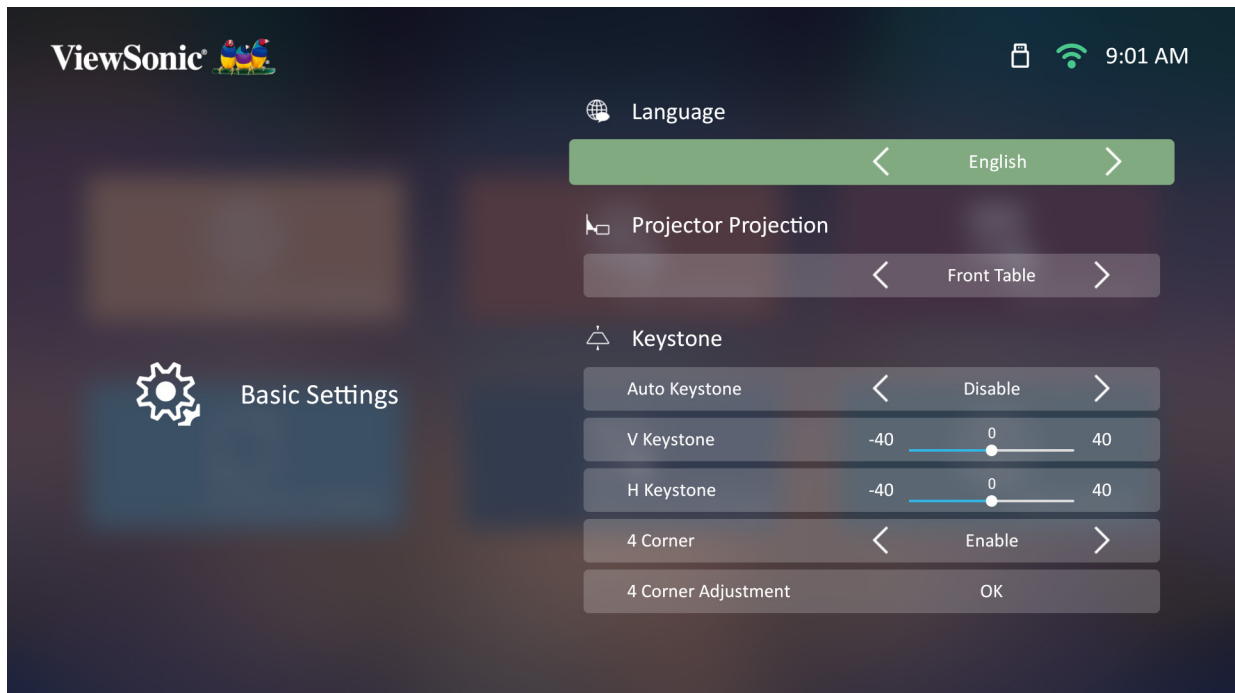 ViewSonic®
9:01 AM
Language
English
Projector Projection
Front Table
Keystone
Auto Keystone Disable
V Keystone -40 0 40
H Keystone -40 0 40
4 Corner Enable
4 Corner Adjustment OK
Basic Settings